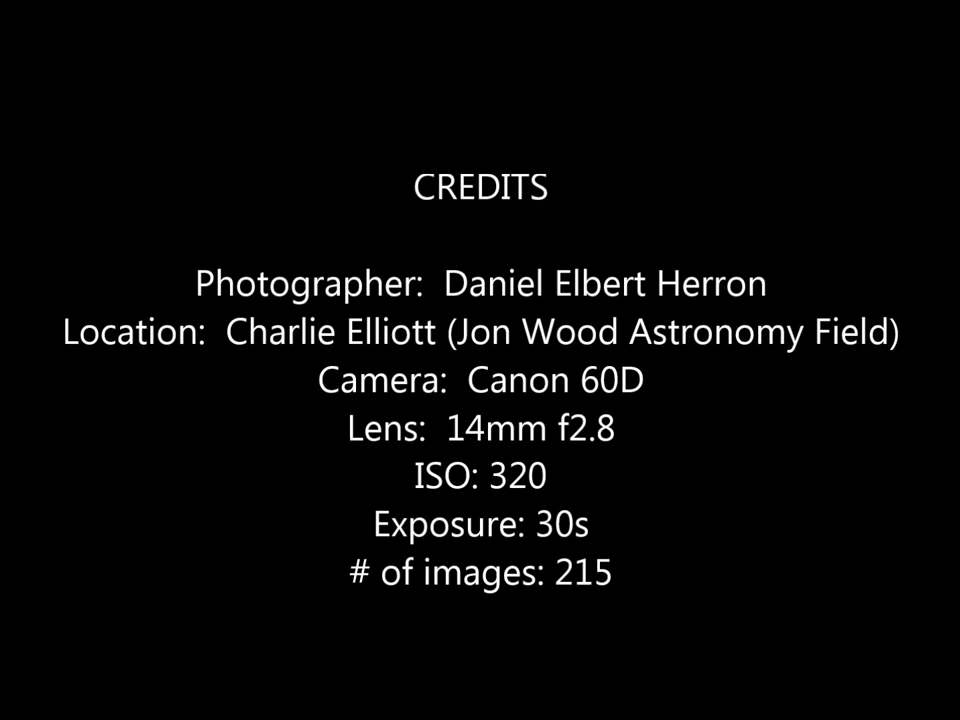 CREDITS
Photographer:  Daniel Elbert Herron
Location:  Charlie Elliott (Jon Wood Astronomy Field)
Camera:  Canon 60D
Lens:  14mm f2.8
ISO: 320
Exposure: 30s
# of images: 215